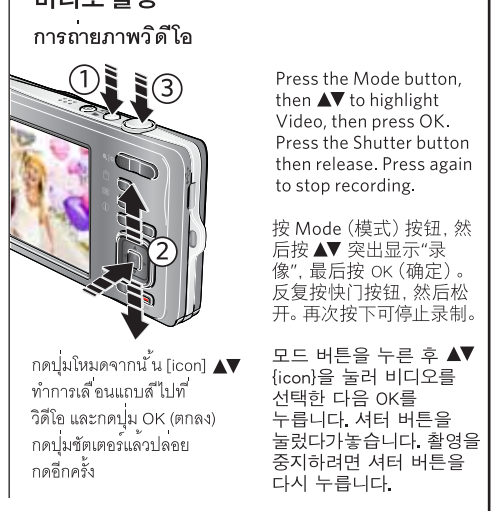 การถ่ายภาพวิดีโอ
1
3
2
กดปุ่มโหมดจากนั้น [icon] ▲▼
ทำการเลื่อนแถบสีไปที่
วิดีโอ และกดปุ่ม OK (ตกลง)
กดปุ่มชัตเตอร์แล้วปล่อย
กดอีกครั้ง
Press the Mode button,
then ▲▼ to highlight
Video, then press OK.
Press the Shutter button
then release. Press again
to stop recording.
按 Mode（模式）按钮, 然
后按 ▲▼ 突出显示“录
像”, 最后按 OK（确定）。
反复按快门按钮, 然后松
开。再次按下可停止录制。
모드 버튼을 누른 후 ▲▼
{icon}을 눌러 비디오를
선택한 다음 OK를
누릅니다. 셔터 버튼을
눌렀다가놓습니다. 촬영을
중지하려면 셔터 버튼을
다시 누릅니다.